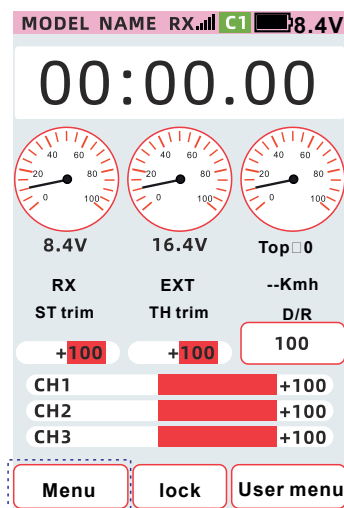 MODEL NAME RX C1 8.4V
00:00.00
40 60 40 60 40 60
20 80 20 80 20 80
0 100 0 100 0 100
8.4V 16.4V Top□0
RX EXT --Kmh
ST trim TH trim D/R
+100 +100 100
CH1 +100
CH2 +100
CH3 +100
Menu lock User menu